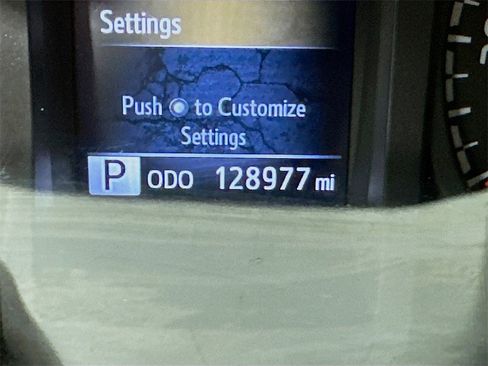 Settings
Push to Customize
Settings
P ODO 128977 mi